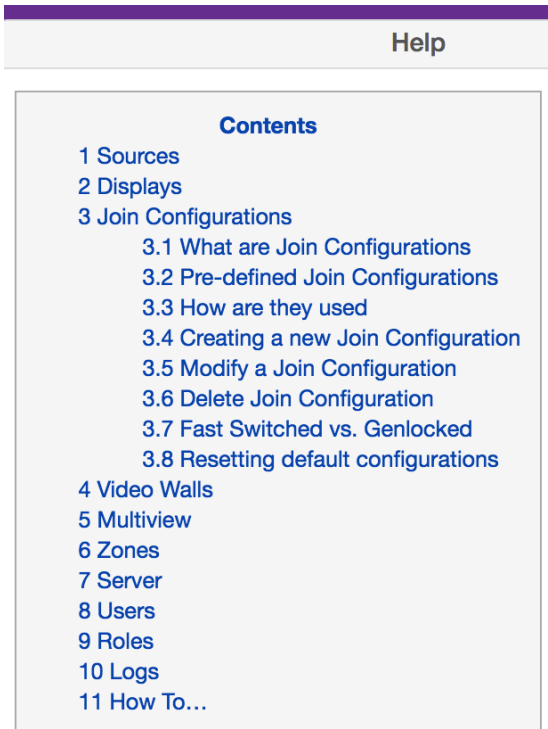 Help
Contents
1 Sources
2 Displays
3 Join Configurations
3.1 What are Join Configurations
3.2 Pre-defined Join Configurations
3.3 How are they used
3.4 Creating a new Join Configuration
3.5 Modify a Join Configuration
3.6 Delete Join Configuration
3.7 Fast Switched vs. Genlocked
3.8 Resetting default configurations
4 Video Walls
5 Multiview
6 Zones
7 Server
8 Users
9 Roles
10 Logs
11 How To…